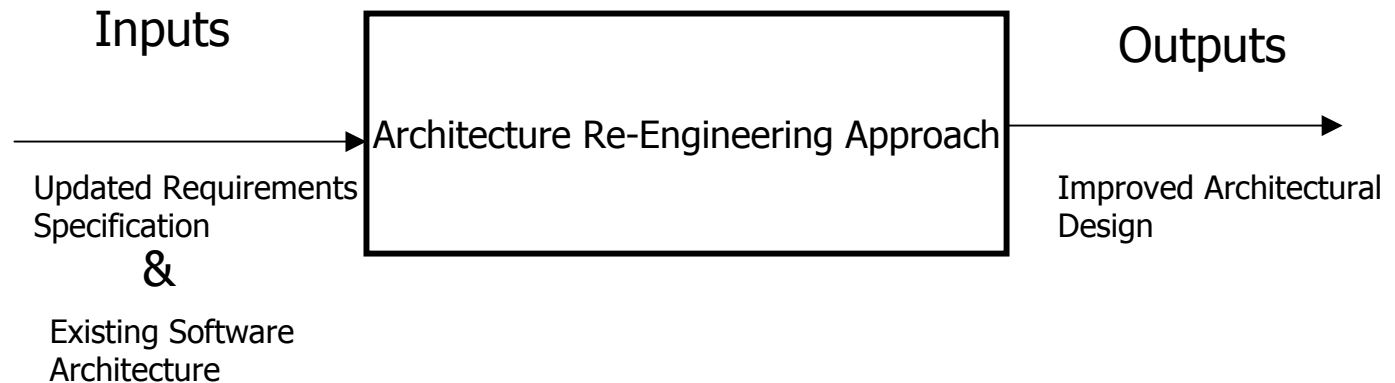 Inputs
Updated Requirements
Specification
&
Existing Software
Architecture
Architecture Re-Engineering Approach
Outputs
Improved Architectural
Design